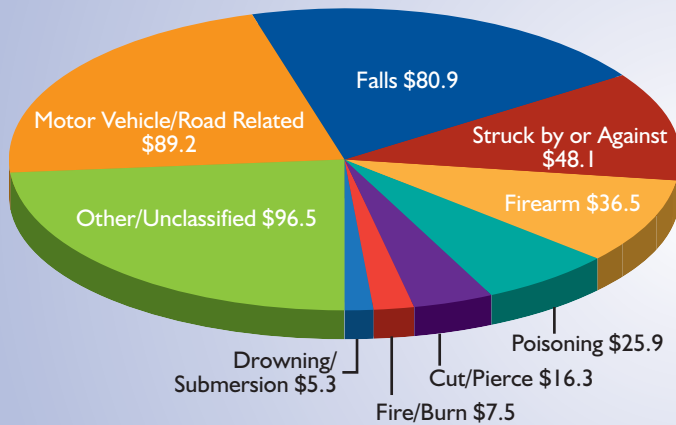 Falls $80.9
Motor Vehicle/Road Related
$89.2
Struck by or Against
$48.1
Firearm $36.5
Other/Unclassified $96.5
Poisoning $25.9
Drowning/
Submersion $5.3
Cut/Pierce $16.3
Fire/Burn $7.5